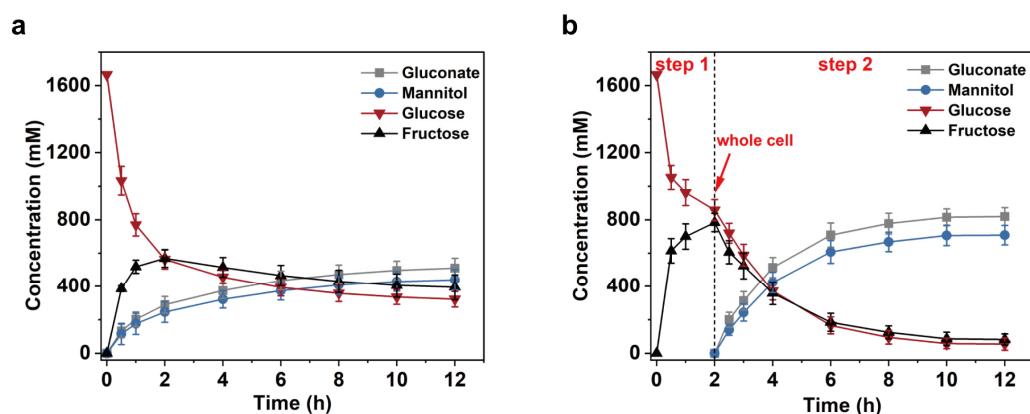 a
Concentration (mM)
1600
1200
800
400
0
0 2 4 6 8 10 12
Time (h)
Gluconate
Mannitol
Glucose
Fructose
b
Concentration (mM)
1600
1200
800
400
0
0 2 4 6 8 10 12
Time (h)
step 1
step 2
whole cell
Gluconate
Mannitol
Glucose
Fructose